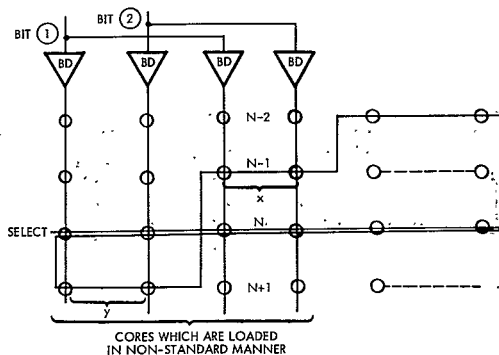 BIT 1
BIT 2
BD BD BD BD
N-2
N-1
x
SELECT
N
N+1
y
CORES WHICH ARE LOADED
IN NON-STANDARD MANNER